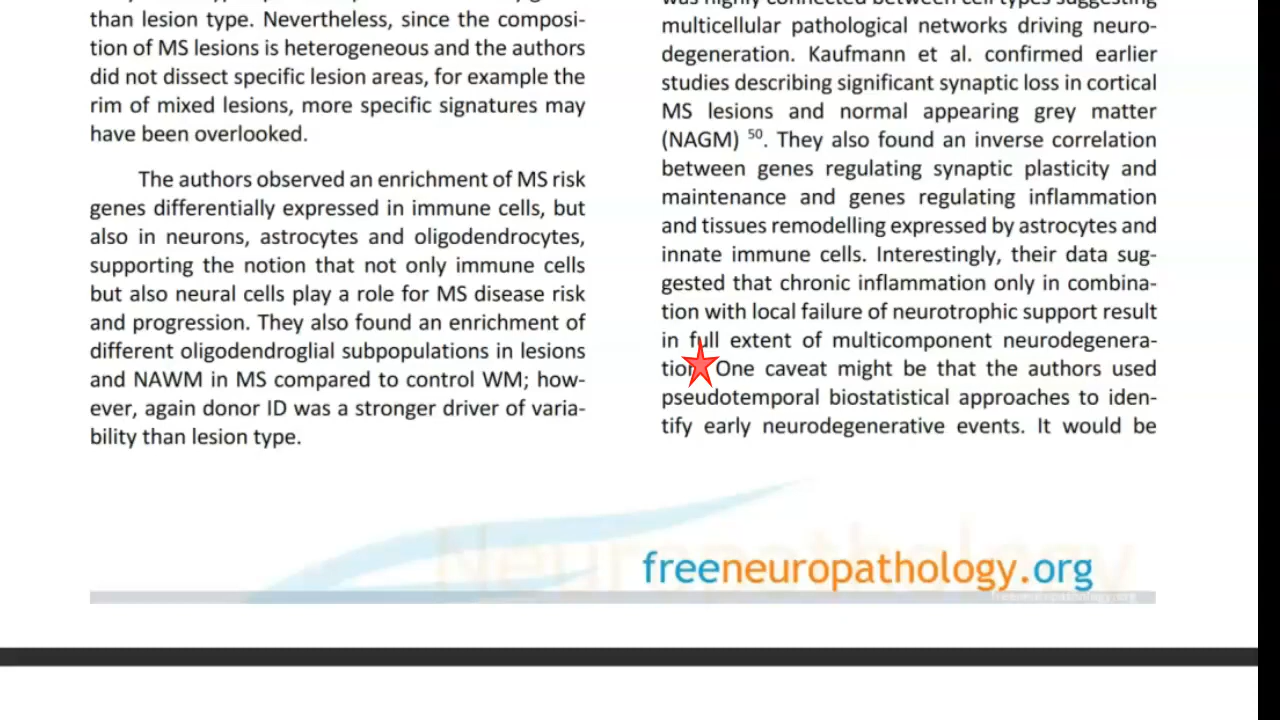 than lesion type. Nevertheless, since the composi-
tion of MS lesions is heterogeneous and the authors
did not dissect specific lesion areas, for example the
rim of mixed lesions, more specific signatures may
have been overlooked.
The authors observed an enrichment of MS risk
genes differentially expressed in immune cells, but
also in neurons, astrocytes and oligodendrocytes,
supporting the notion that not only immune cells
but also neural cells play a role for MS disease risk
and progression. They also found an enrichment of
different oligodendroglial subpopulations in lesions
and NAWM in MS compared to control WM; how-
ever, again donor ID was a stronger driver of varia-
bility than lesion type.
was highly connected between cell types suggesting
multicellular pathological networks driving neuro-
degeneration. Kaufmann et al. confirmed earlier
studies describing significant synaptic loss in cortical
MS lesions and normal appearing grey matter
(NAGM) 50. They also found an inverse correlation
between genes regulating synaptic plasticity and
maintenance and genes regulating inflammation
and tissues remodelling expressed by astrocytes and
innate immune cells. Interestingly, their data sug-
gested that chronic inflammation only in combina-
tion with local failure of neurotrophic support result
in full extent of multicomponent neurodegenera-
tion. One caveat might be that the authors used
pseudotemporal biostatistical approaches to iden-
tify early neurodegenerative events. It would be
Neuropathology
freeneuropathology.org
freeneuropathology.org